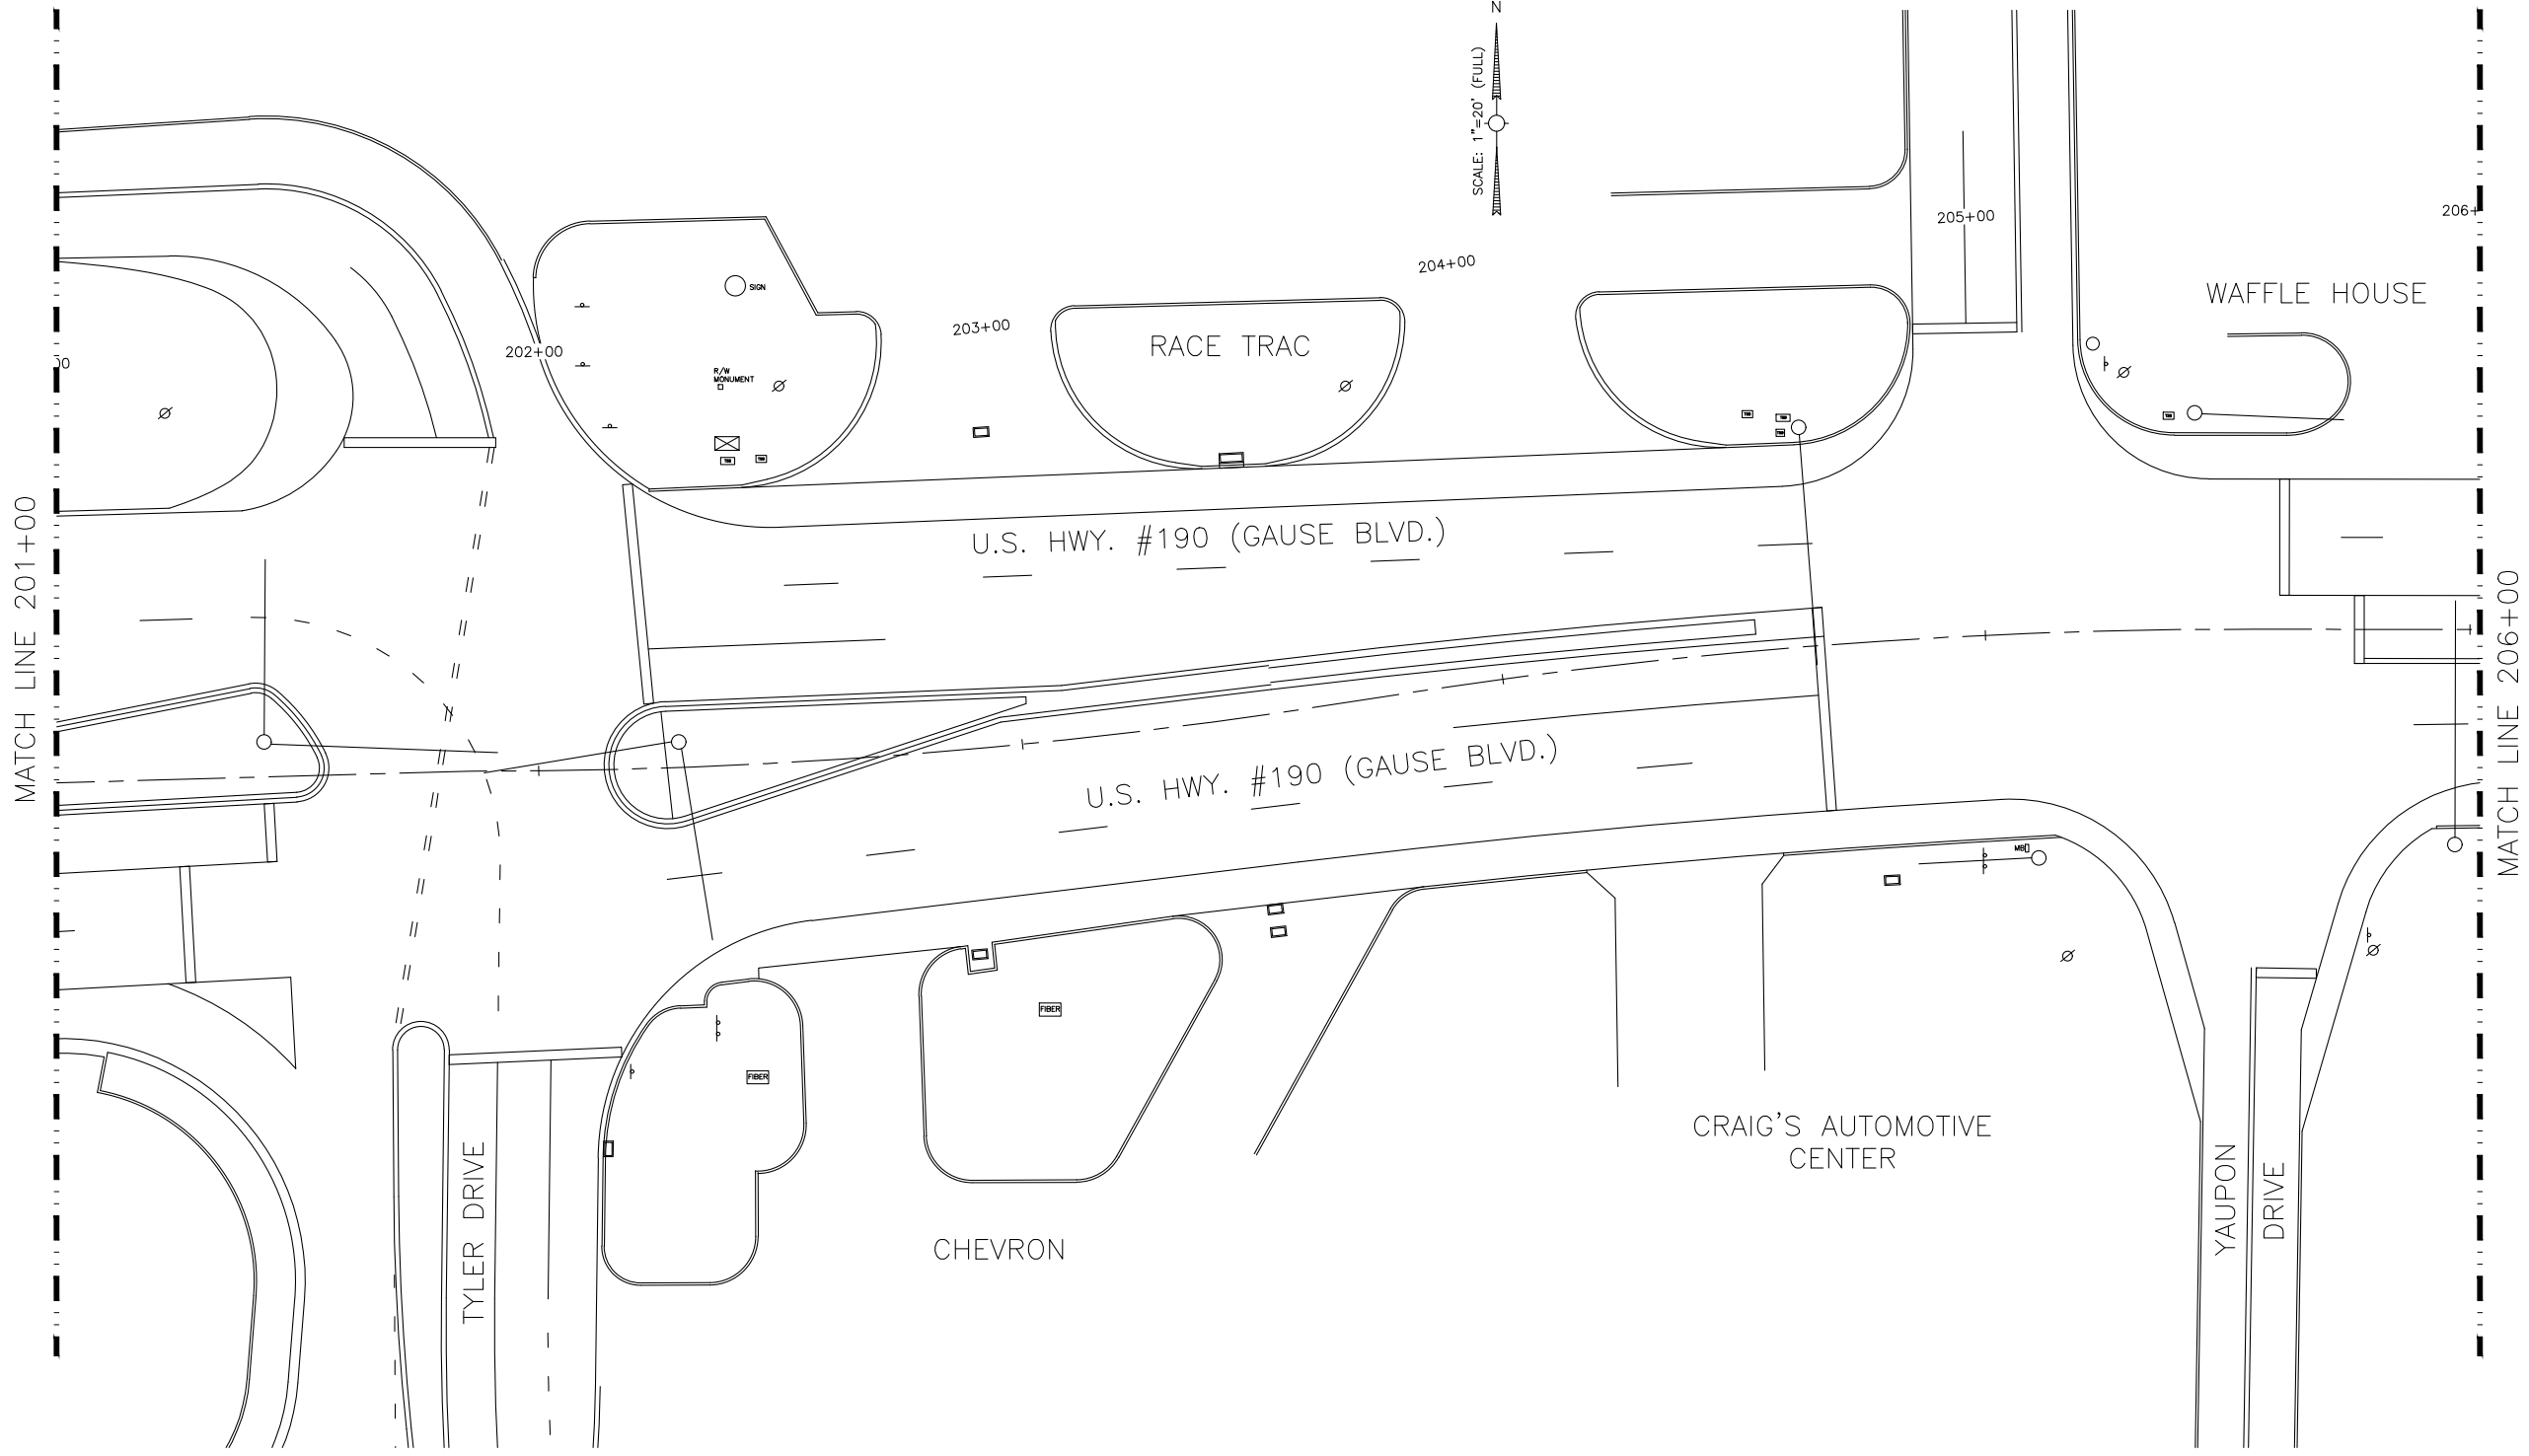 N
SCALE: 1"=20' (FULL)
205+00
206+
204+00
WAFFLE HOUSE
SIGN
203+00
RACE TRAC
202+00
00
R/W
MONUMENT
MATCH LINE 201+00
U.S. HWY. #190 (GAUSE BLVD.)
MATCH LINE 206+00
U.S. HWY. #190 (GAUSE BLVD.)
MB
FIBER
FIBER
CRAIG'S AUTOMOTIVE
CENTER
TYLER DRIVE
YAUPON
DRIVE
CHEVRON